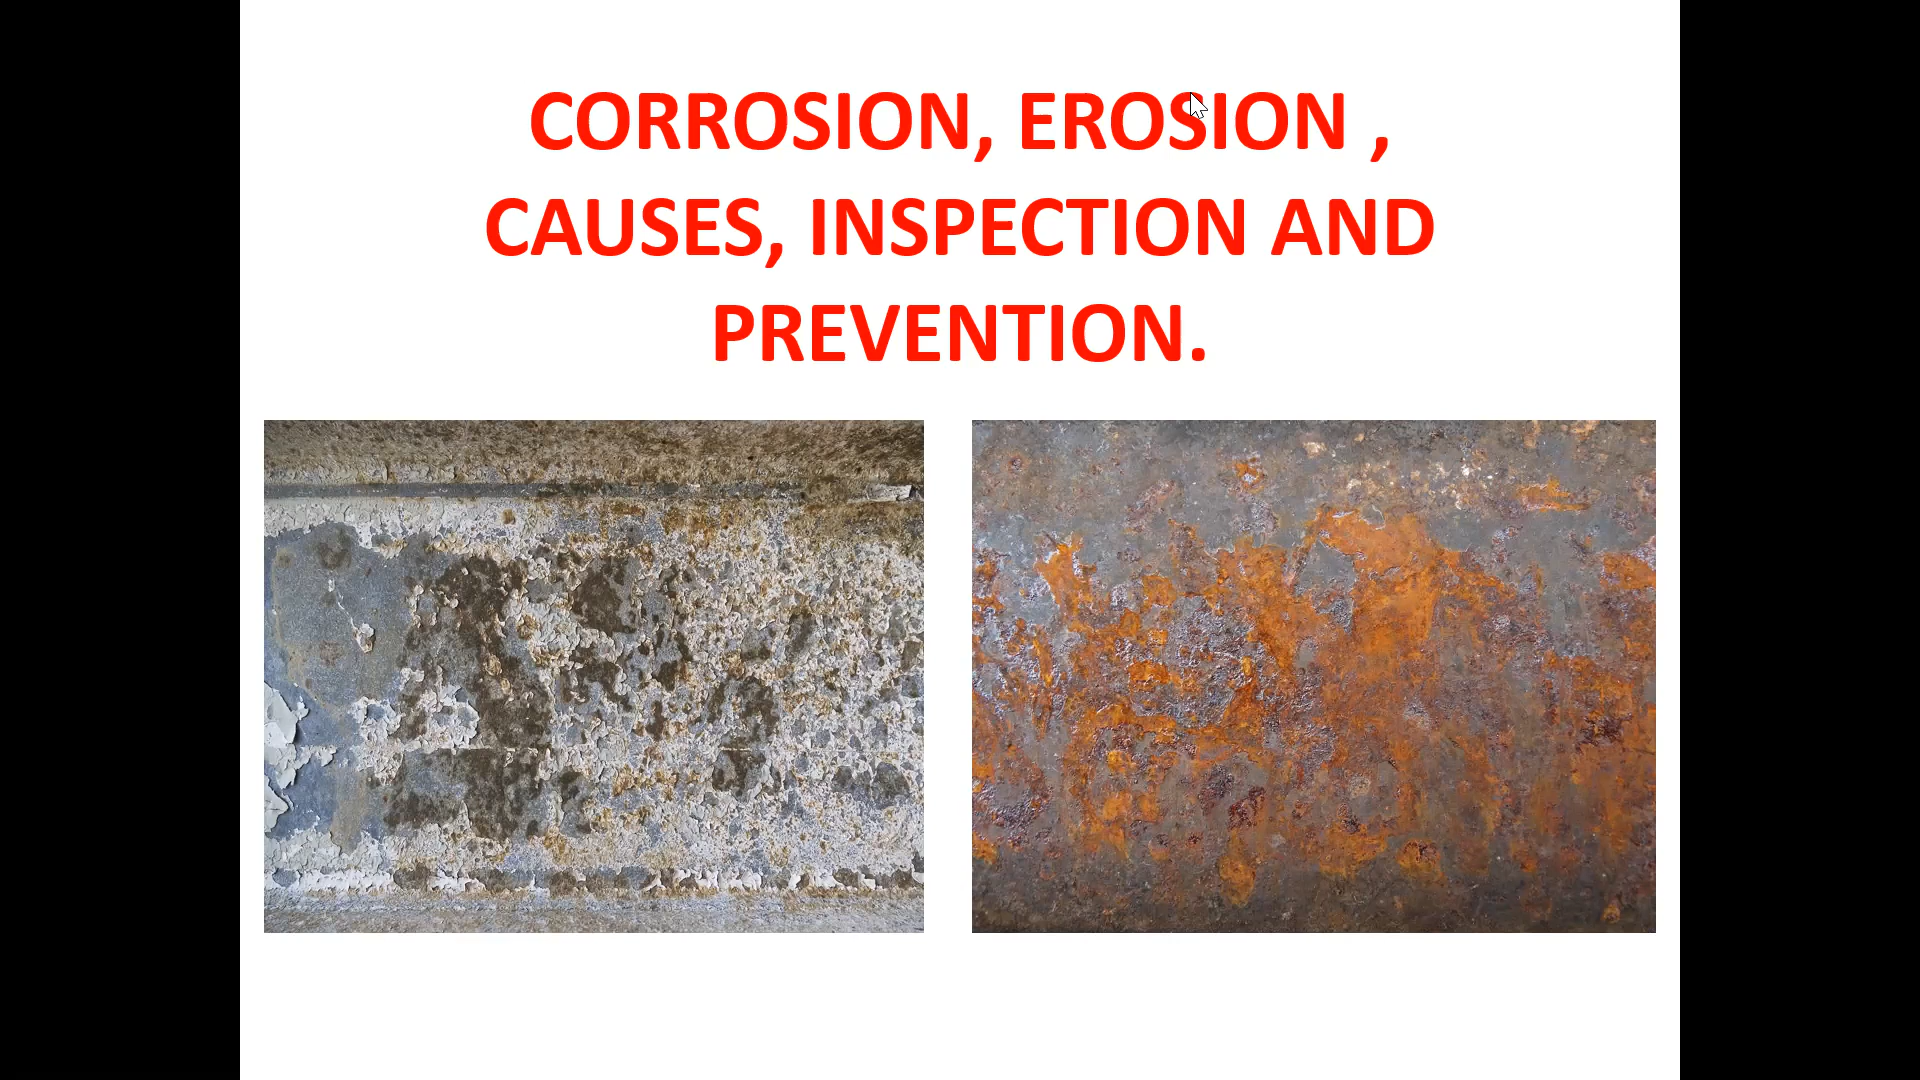 CORROSION, EROSION ,
CAUSES, INSPECTION AND
PREVENTION.